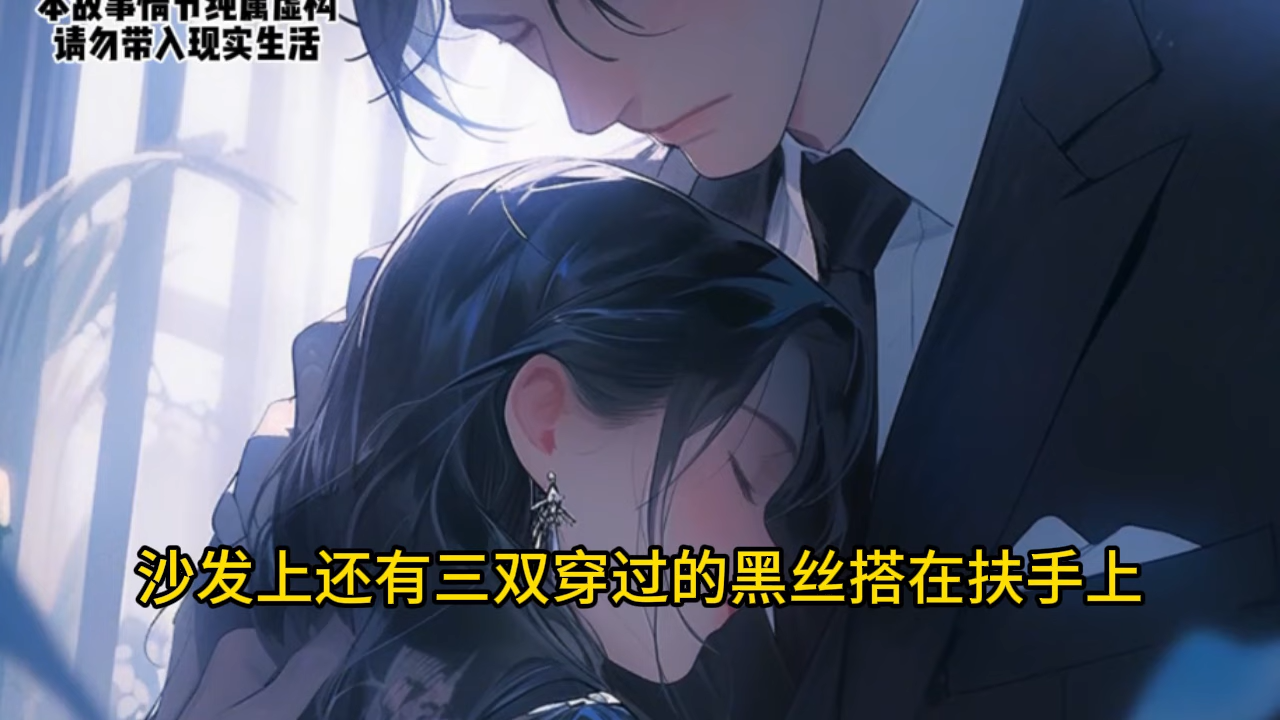 本故事情节纯属虚构
请勿带入现实生活
沙发上还有三双穿过的黑丝搭在扶手上